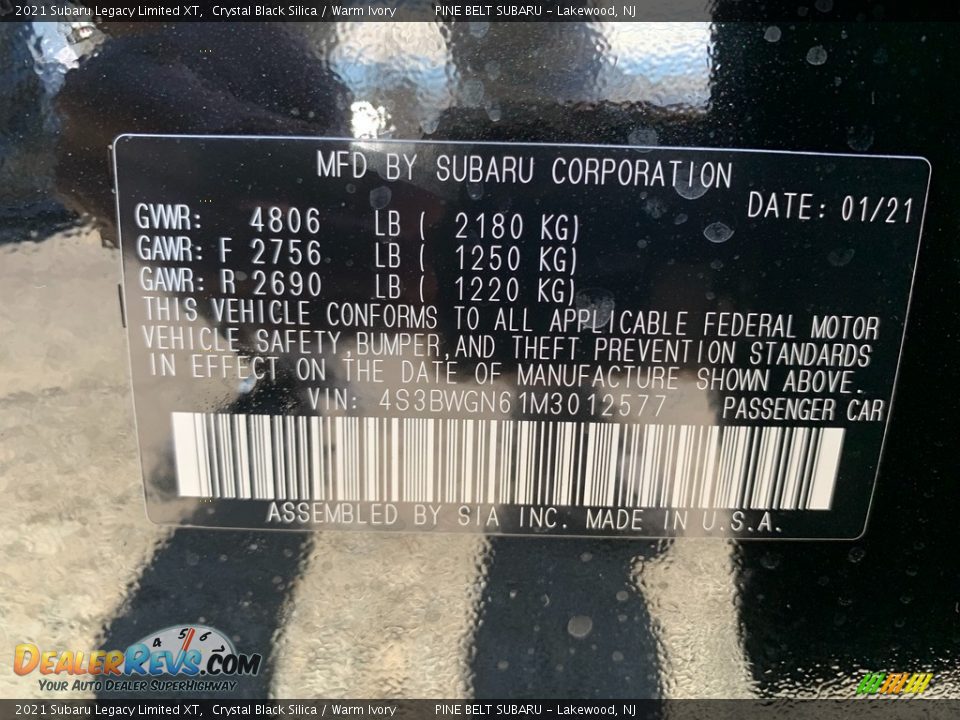 2021 Subaru Legacy Limited XT, Crystal Black Silica / Warm Ivory PINE BELT SUBARU - Lakewood, NJ
MFD BY SUBARU CORPORATION
DATE: 01/21
GVWR: 4806 LB ( 2180 KG)
GAWR: F 2756 LB ( 1250 KG)
GAWR: R 2690 LB ( 1220 KG)
THIS VEHICLE CONFORMS TO ALL APPLICABLE FEDERAL MOTOR
VEHICLE SAFETY,BUMPER,AND THEFT PREVENTION STANDARDS
IN EFFECT ON THE DATE OF MANUFACTURE SHOWN ABOVE.
VIN: 4S3BWGN61M3012577 PASSENGER CAR
ASSEMBLED BY SIA INC. MADE IN U.S.A.
4 5 6
DEALERREVS.COM
YOUR AUTO DEALER SUPERHIGHWAY
2021 Subaru Legacy Limited XT, Crystal Black Silica / Warm Ivory PINE BELT SUBARU - Lakewood, NJ